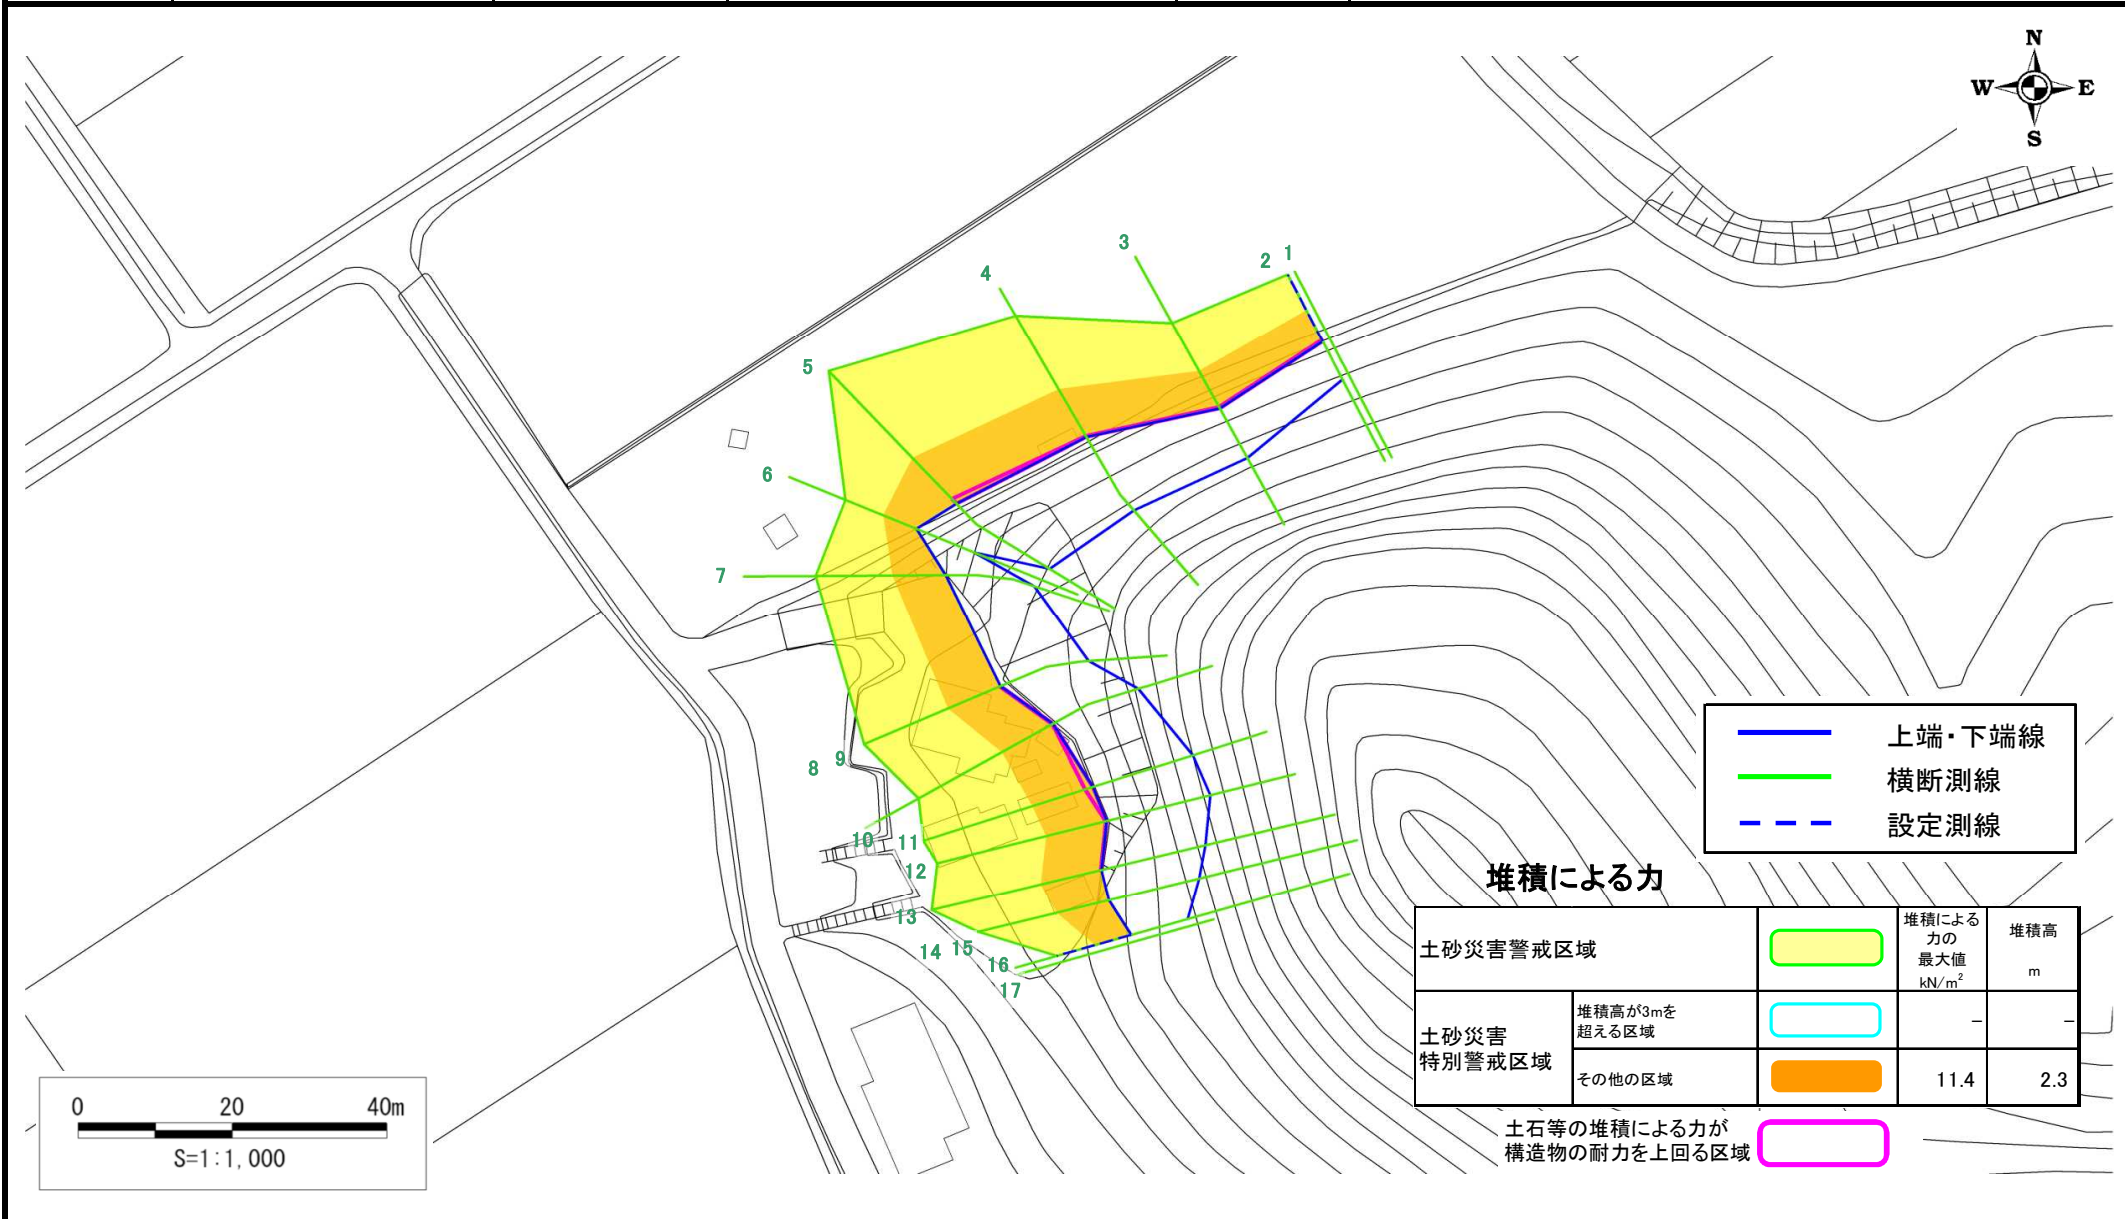 N
W E
S
1
2
3
4
5
6
7
8
9
10
11
12
13
14
15
16
17
上端・下端線
横断測線
設定測線
堆積による力
土砂災害警戒区域
堆積による
力の
最大値
kN/m²
堆積高
m
土砂災害
特別警戒区域
堆積高が3mを
超える区域
－ －
その他の区域
11.4 2.3
土石等の堆積による力が
構造物の耐力を上回る区域
0 20 40m
S=1:1,000